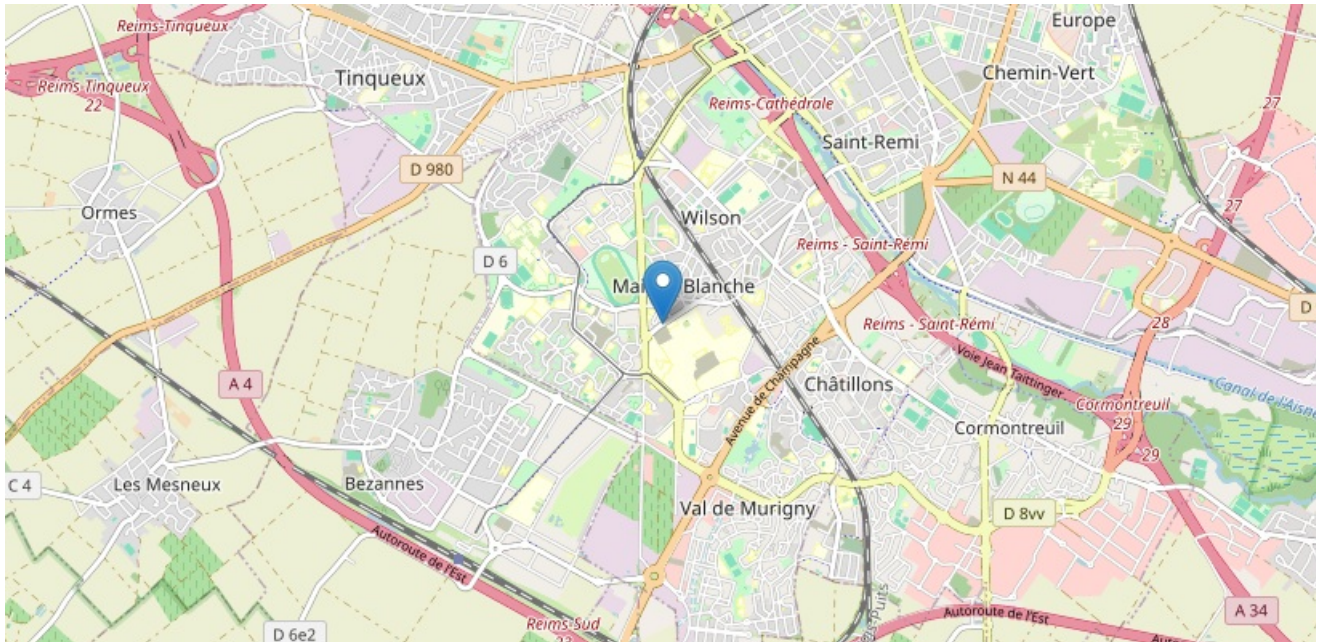 Reims-Tinqueux
Europe
Tinqueux
Chemin-Vert
Reims Tinqueux
22
Reims-Cathédrale
27
Saint-Remi
D 980
N 44
Ormes
27
Wilson
Reims - Saint-Rémi
D 6
Blanche
D
28
Reims - Saint-Rémi
Voie Jean Taittinger
A 4
Avenue de Champagne
Châtillons
Canal de l'Aisne
Cormontreuil
29
Cormontreuil
29
C 4
Les Mesneux
Bezannes
Val de Murigny
D 8vv
Autoroute de l'Est
A 34
Autoroute de l'Est
Reims-Sud
D 6e2